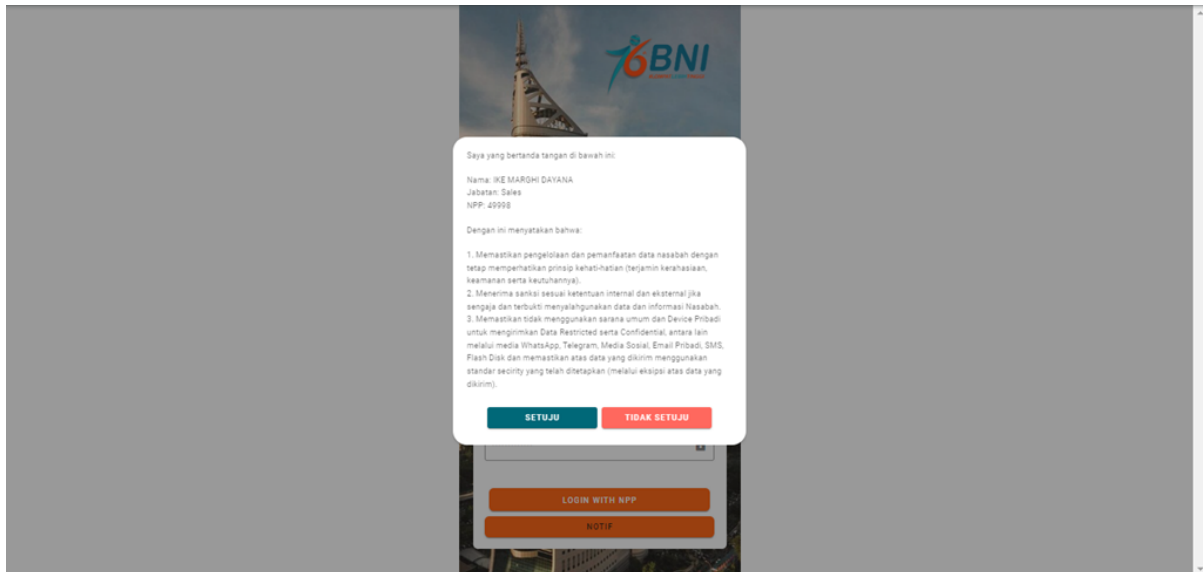 76 BNI
Saya yang bertanda tangan di bawah ini:
Nama: IKE MARGHI DAYANA
Jabatan: Sales
NPP: 49998
Dengan ini menyatakan bahwa:
1. Memastikan pengelolaan dan pemanfaatan data nasabah dengan
tetap memperhatikan prinsip kehati-hatian (terjamin kerahasiaan,
keamanan serta keutuhannya).
2. Menerima sanksi sesuai ketentuan internal dan eksternal jika
sengaja dan terbukti menyalahgunakan data dan informasi Nasabah.
3. Memastikan tidak menggunakan sarana umum dan Device Pribadi
untuk mengirimkan Data Restricted serta Confidential, antara lain
melalui media WhatsApp, Telegram, Media Sosial, Email Pribadi, SMS,
Flash Disk dan memastikan atas data yang dikirim menggunakan
standar secirity yang telah ditetapkan (melalui eksipsi atas data yang
dikirim).
SETUJU
TIDAK SETUJU
LOGIN WITH NPP
NOTIF